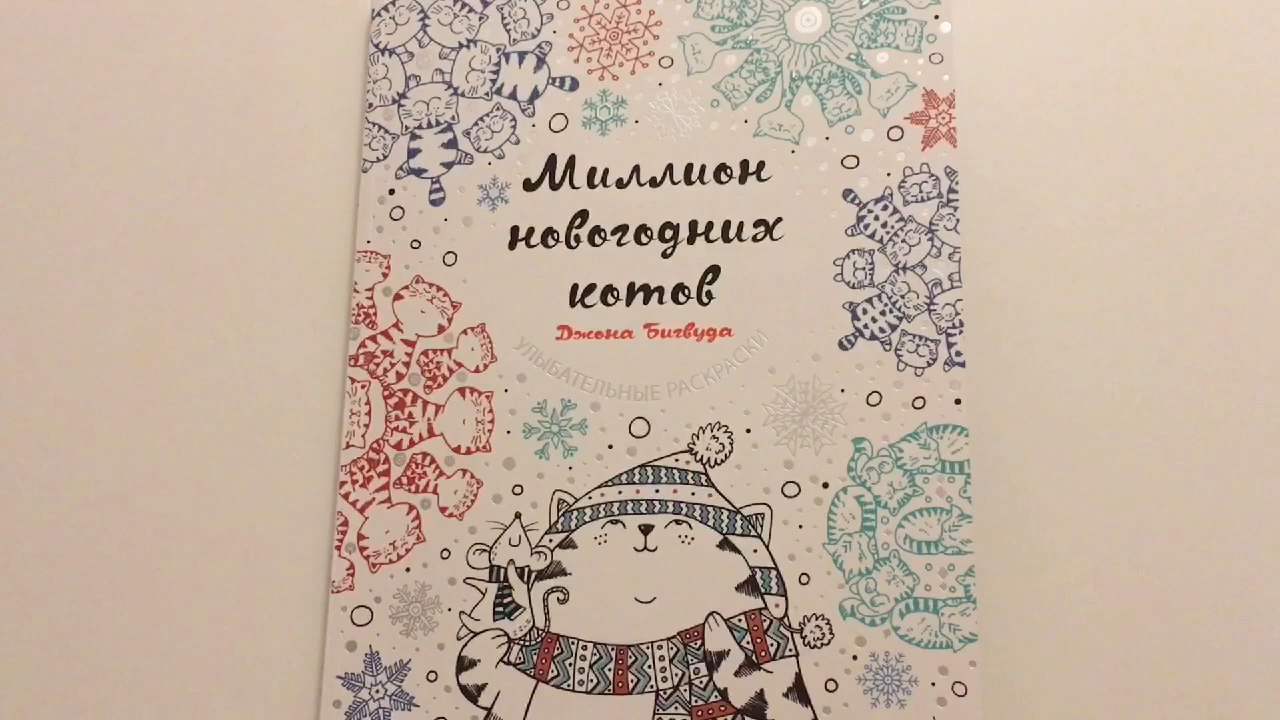 Миллион
новогодних
котов
Джона Бигвуда
УЛЫБАТЕЛЬНЫЕ РАСКРАСКИ